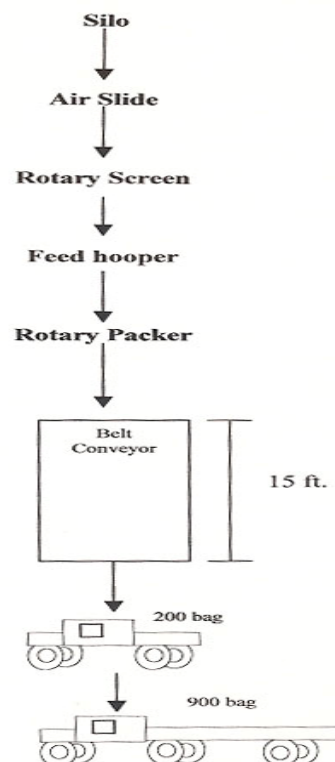 Silo
Air Slide
Rotary Screen
Feed hooper
Rotary Packer
Belt
Conveyor
15 ft.
200 bag
900 bag